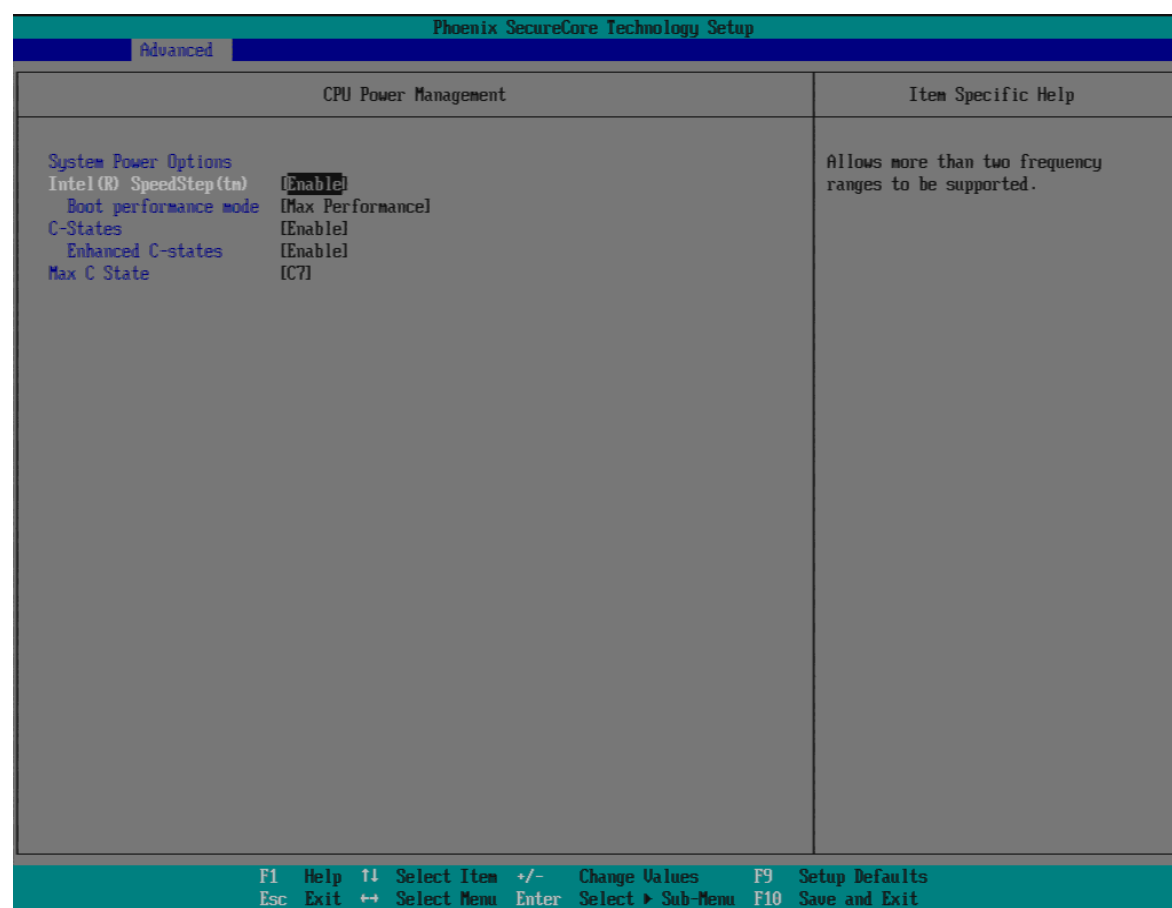 Phoenix SecureCore Technology Setup
Advanced
CPU Power Management
Item Specific Help
System Power Options
Intel(R) SpeedStep(tm) [Enable]
Boot performance mode [Max Performance]
C-States [Enable]
Enhanced C-states [Enable]
Max C State [C7]
Allows more than two frequency
ranges to be supported.
F1 Help ↑↓ Select Item +/- Change Values F9 Setup Defaults
Esc Exit ↔ Select Menu Enter Select ▶ Sub-Menu F10 Save and Exit